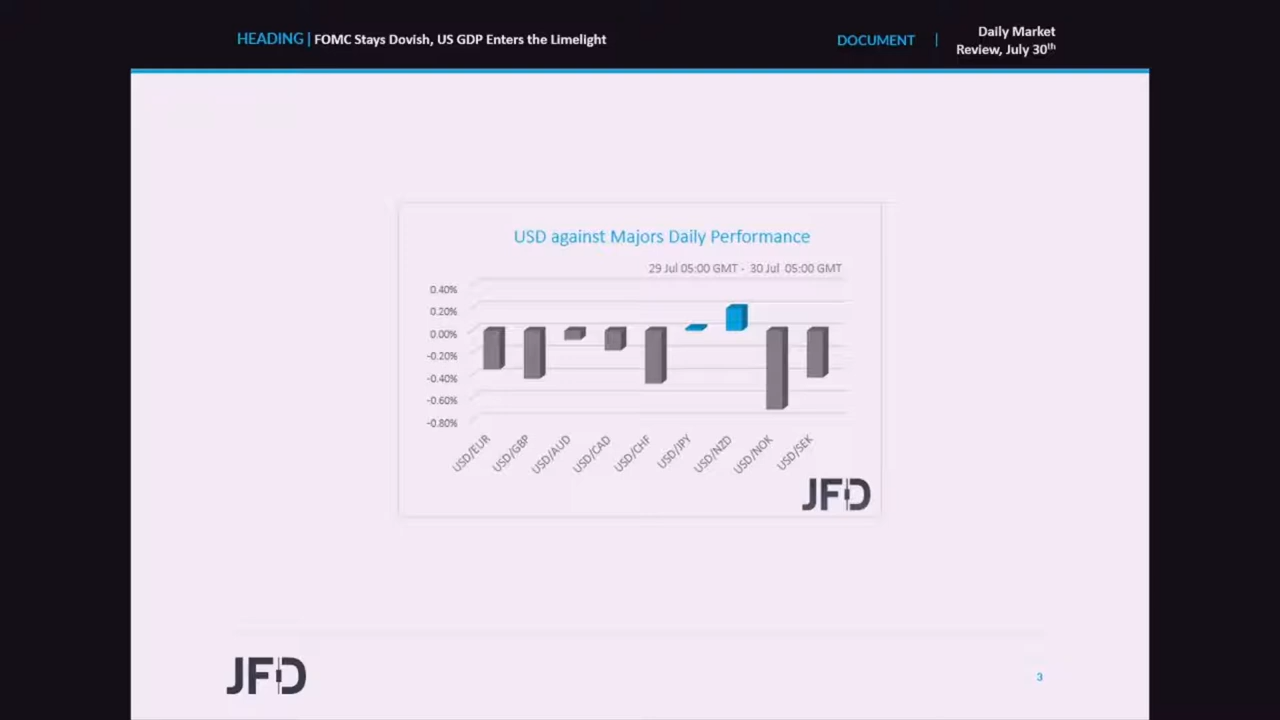 HEADING | FOMC Stays Dovish, US GDP Enters the Limelight
DOCUMENT | Daily Market
Review, July 30th
USD against Majors Daily Performance
29 Jul 05:00 GMT - 30 Jul 05:00 GMT
0.40%
0.20%
0.00%
-0.20%
-0.40%
-0.60%
-0.80%
USD/EUR
USD/GBP
USD/AUD
USD/CAD
USD/CHF
USD/JPY
USD/NZD
USD/NOK
USD/SEK
JFD
JFD
3